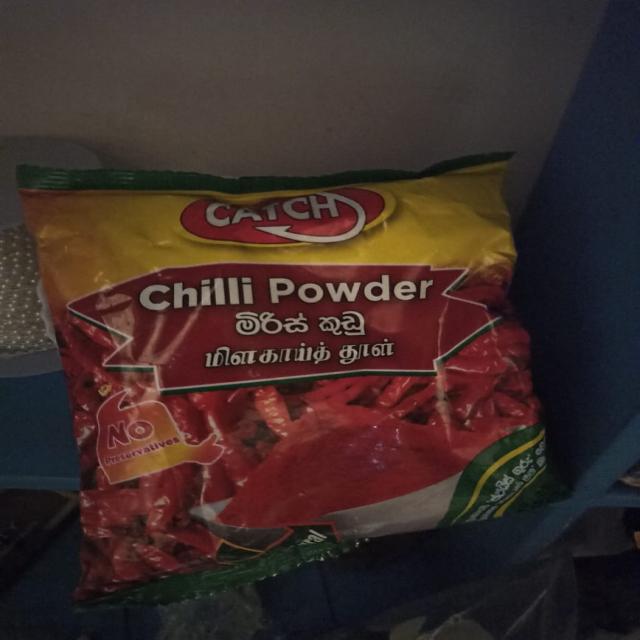 CATCH
Chilli Powder
මිරිස් කුඩු
மிளகாய்த் தூள்
NO
Preservatives